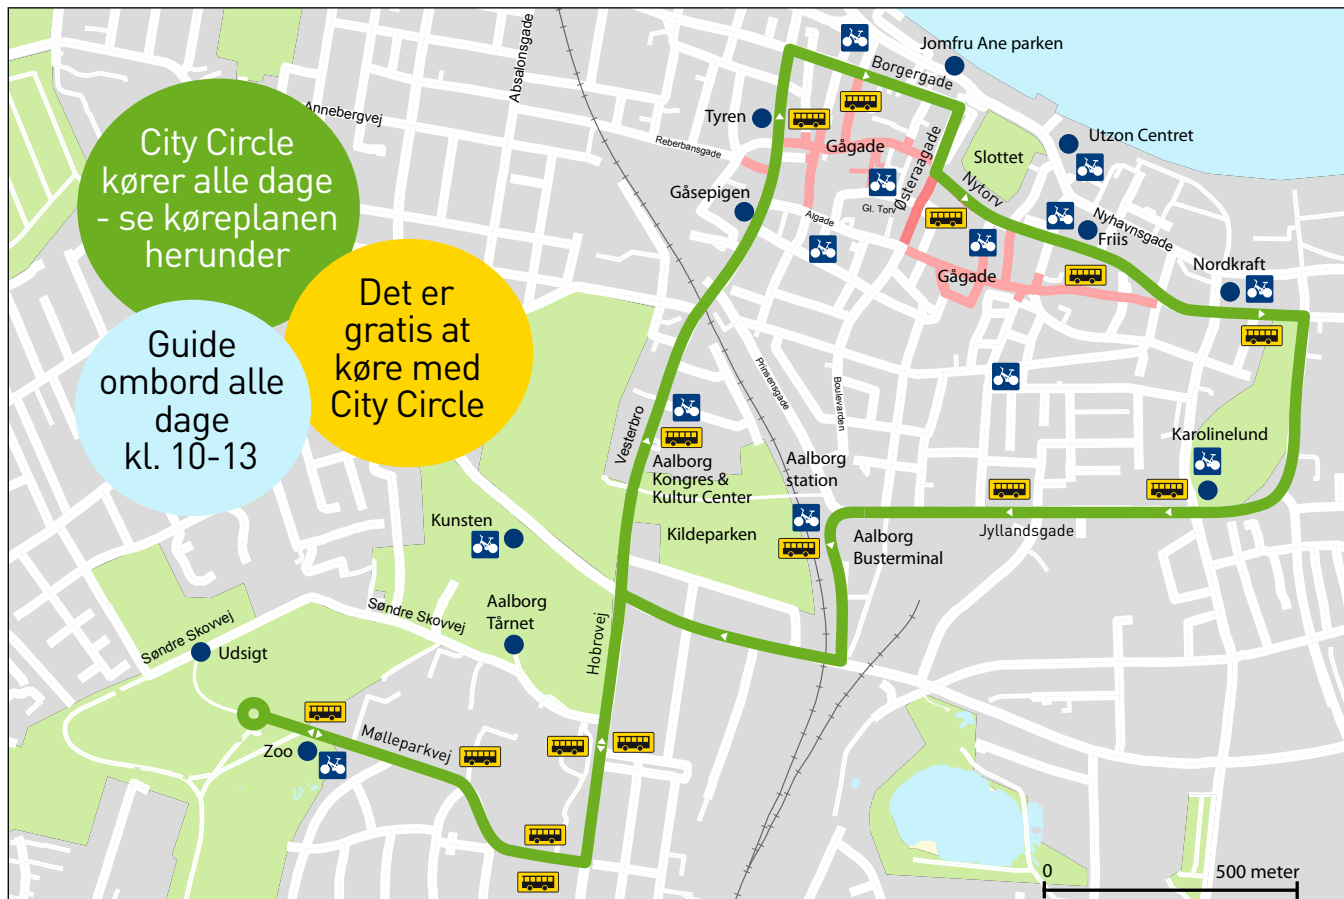 City Circle
kører alle dage
- se køreplanen
herunder
Det er
gratis at
køre med
City Circle
Guide
ombord alle
dage
kl. 10-13
Absalonsgade
Annebergvej
Reberbansgade
Tyren
Gåsepigen
Borgergade
Jomfru Ane parken
Gågade
Østeraagade
Slottet
Nytorv
Utzon Centret
Gl. Torv
Algade
Nyhavnsgade
Friis
Gågade
Nordkraft
Prinsensgade
Boulevarden
Vesterbro
Aalborg
Kongres &
Kultur Center
Aalborg
station
Karolinelund
Kildeparken
Aalborg
Busterminal
Jyllandsgade
Kunsten
Søndre Skovvej
Søndre Skovvej
Aalborg
Tårnet
Hobrovej
Udsigt
Zoo
Mølleparkvej
0
500 meter